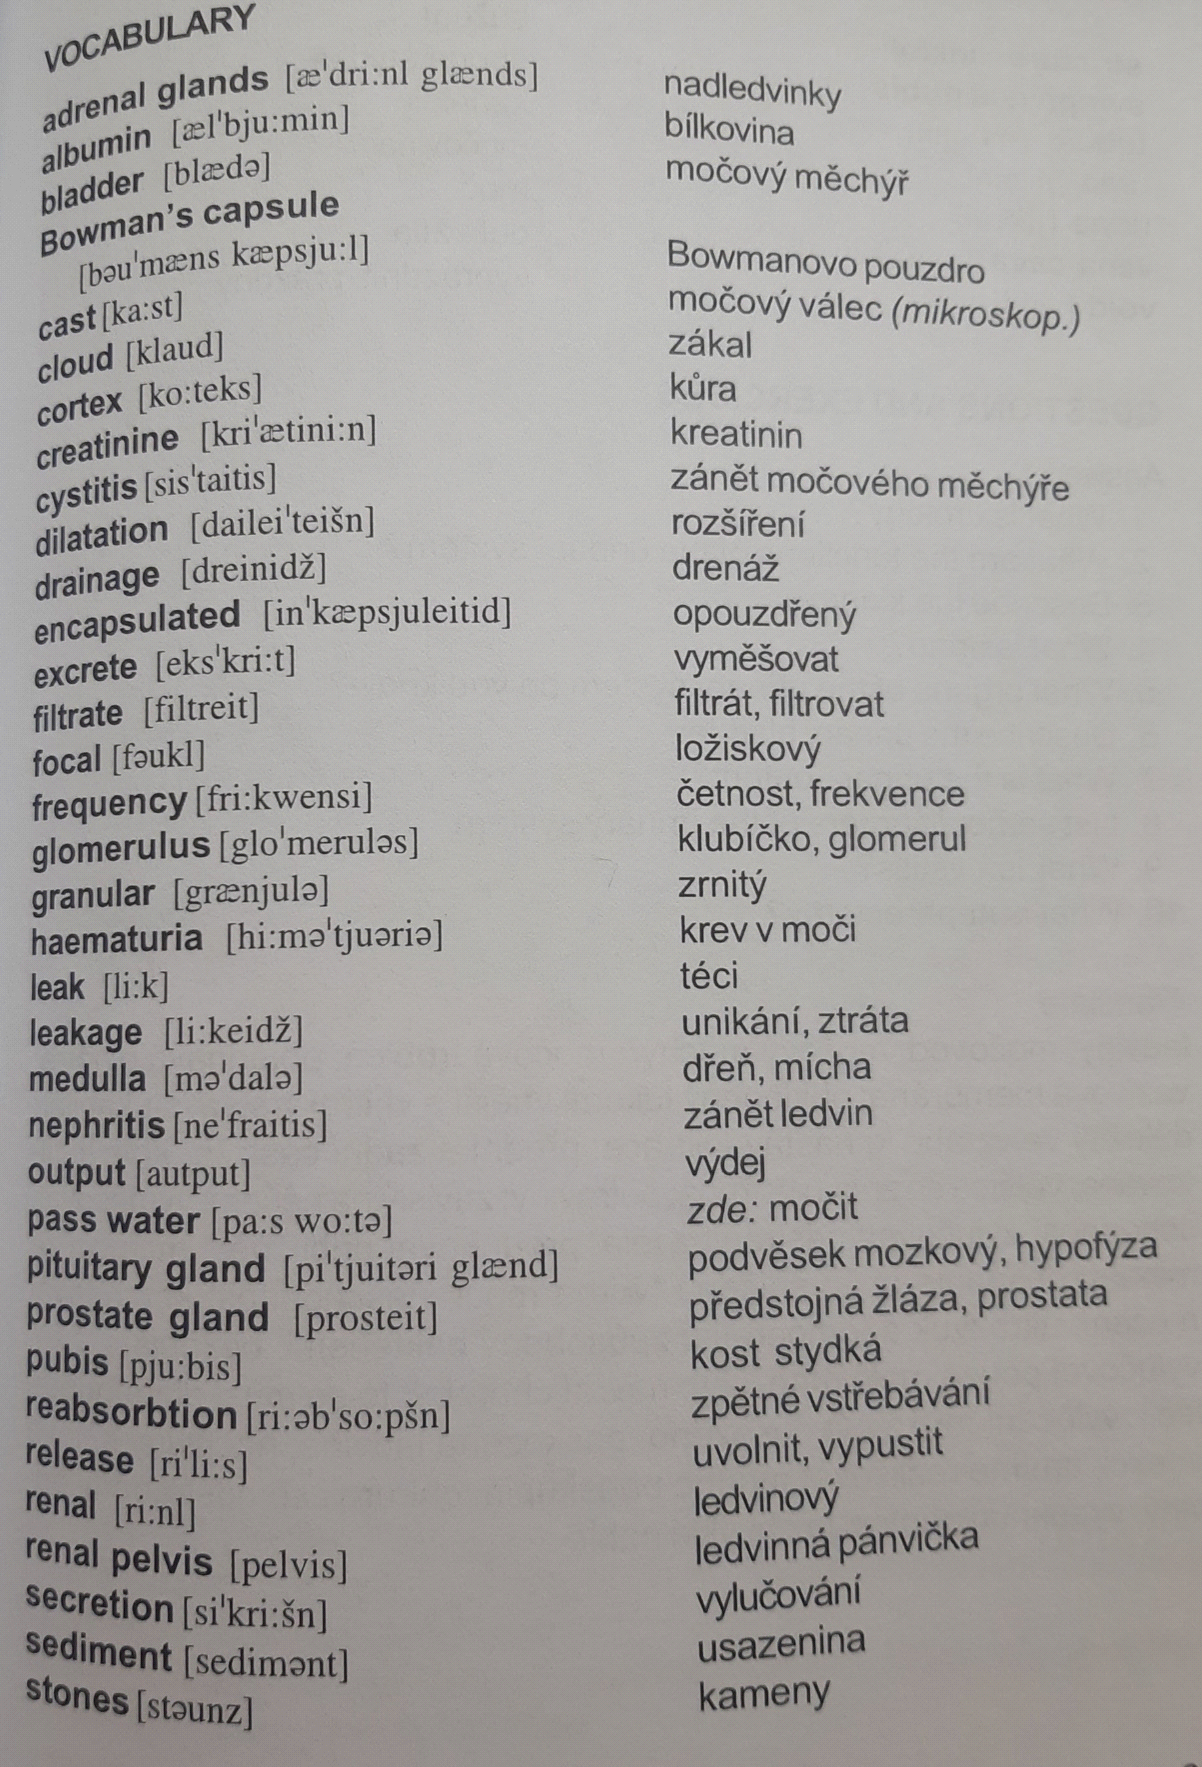 VOCABULARY
adrenal glands [æˈdri:nl glænds] nadledvinky
albumin [ælˈbju:min] bílkovina
bladder [blædə] močový měchýř
Bowman's capsule
[bəuˈmæns kæpsju:l] Bowmanovo pouzdro
cast [ka:st] močový válec (mikroskop.)
cloud [klaud] zákal
cortex [ko:teks] kůra
creatinine [kriˈætini:n] kreatinin
cystitis [sisˈtaitis] zánět močového měchýře
dilatation [daileiˈteišn] rozšíření
drainage [dreinidž] drenáž
encapsulated [inˈkæpsjuleitid] opouzdřený
excrete [eksˈkri:t] vyměšovat
filtrate [filtreit] filtrát, filtrovat
focal [fəukl] ložiskový
frequency [fri:kwensi] četnost, frekvence
glomerulus [gloˈmeruləs] klubíčko, glomerul
granular [grænjulə] zrnitý
haematuria [hi:məˈtjuəriə] krev v moči
leak [li:k] téci
leakage [li:keidž] unikání, ztráta
medulla [məˈdalə] dřeň, mícha
nephritis [neˈfraitis] zánět ledvin
output [autput] výdej
pass water [pa:s wo:tə] zde: močit
pituitary gland [piˈtjuitəri glænd] podvěsek mozkový, hypofýza
prostate gland [prosteit] předstojná žláza, prostata
pubis [pju:bis] kost stydká
reabsorbtion [ri:əbˈso:pšn] zpětné vstřebávání
release [riˈli:s] uvolnit, vypustit
renal [ri:nl] ledvinový
renal pelvis [pelvis] ledvinná pánvička
secretion [siˈkri:šn] vylučování
sediment [sedimənt] usazenina
stones [stəunz] kameny